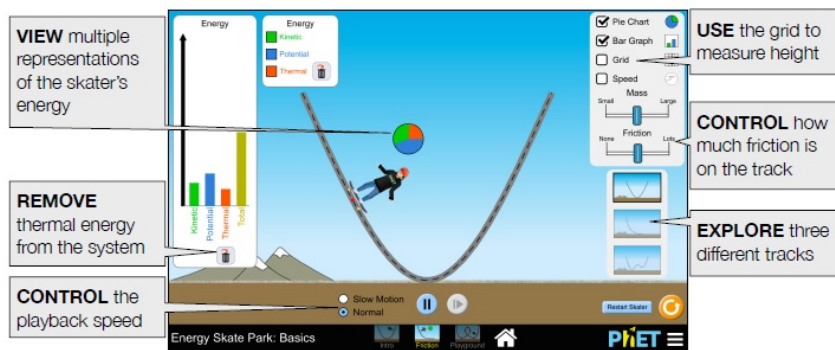 VIEW multiple
representations
of the skater's
energy
REMOVE
thermal energy
from the system
CONTROL the
playback speed
Energy
Kinetic
Potential
Thermal
Total
Energy
Kinetic
Potential
Thermal
Pie Chart
Bar Graph
Grid
Speed
Mass
Small Large
Friction
None Lots
USE the grid to
measure height
CONTROL how
much friction is
on the track
EXPLORE three
different tracks
Slow Motion
Normal
Restart Skater
Energy Skate Park: Basics
Intro
Friction
Playground
PhET